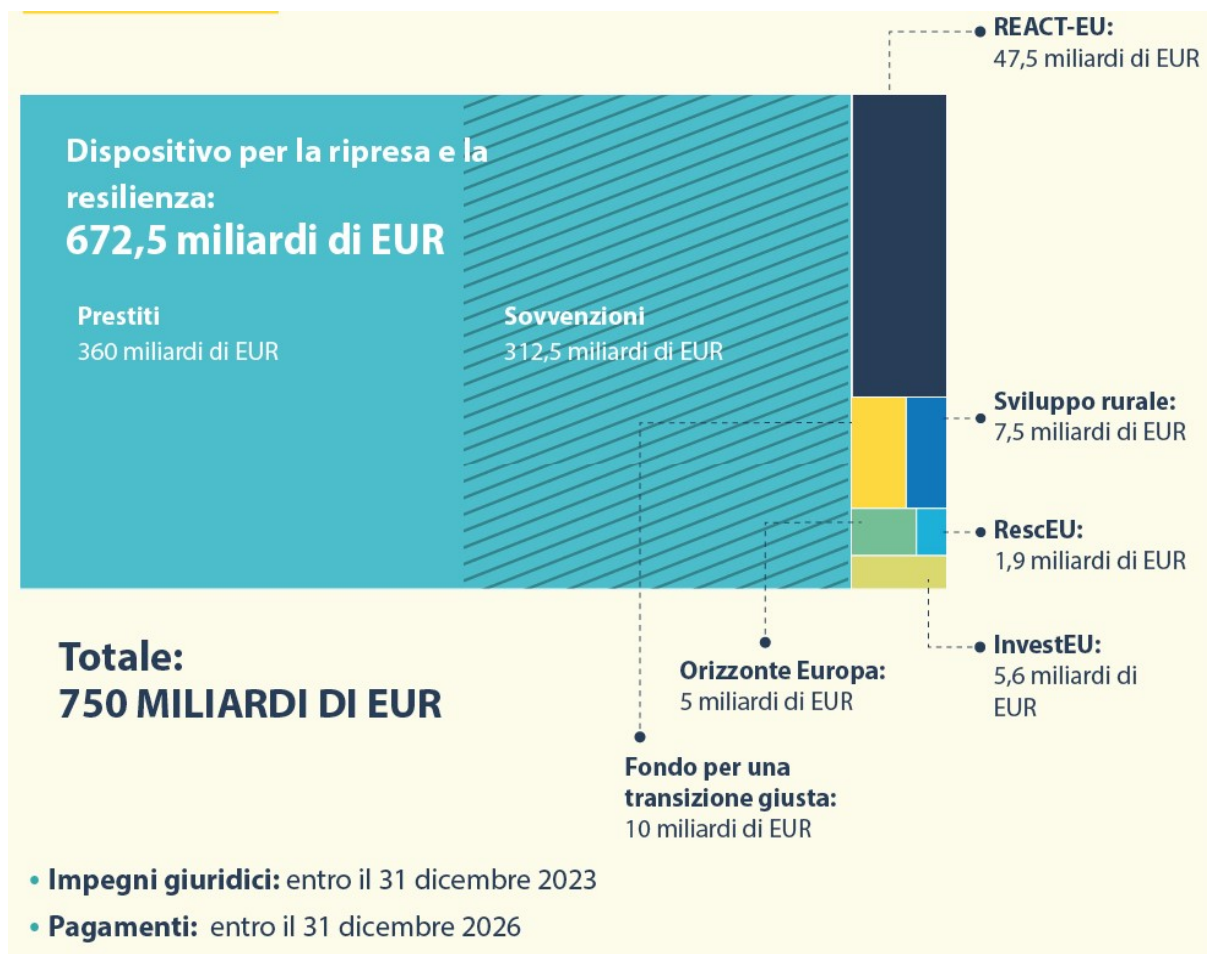 REACT-EU:
47,5 miliardi di EUR
Dispositivo per la ripresa e la
resilienza:
672,5 miliardi di EUR
Prestiti
360 miliardi di EUR
Sovvenzioni
312,5 miliardi di EUR
Sviluppo rurale:
7,5 miliardi di EUR
RescEU:
1,9 miliardi di EUR
InvestEU:
5,6 miliardi di
EUR
Totale:
750 MILIARDI DI EUR
Orizzonte Europa:
5 miliardi di EUR
Fondo per una
transizione giusta:
10 miliardi di EUR
• Impegni giuridici: entro il 31 dicembre 2023
• Pagamenti: entro il 31 dicembre 2026